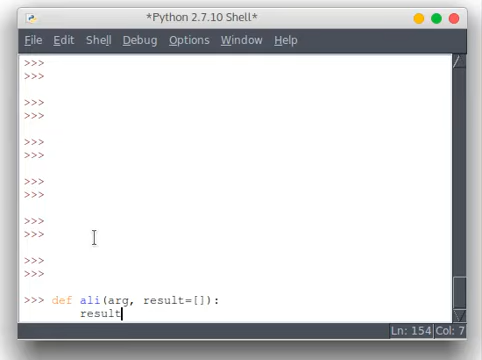 *Python 2.7.10 Shell*
File Edit Shell Debug Options Window Help
>>>
>>>
>>>
>>>
>>>
>>>
>>>
>>>
>>>
>>>
>>>
>>>
>>> def ali(arg, result=[]):
result
Ln: 154 Col: 7